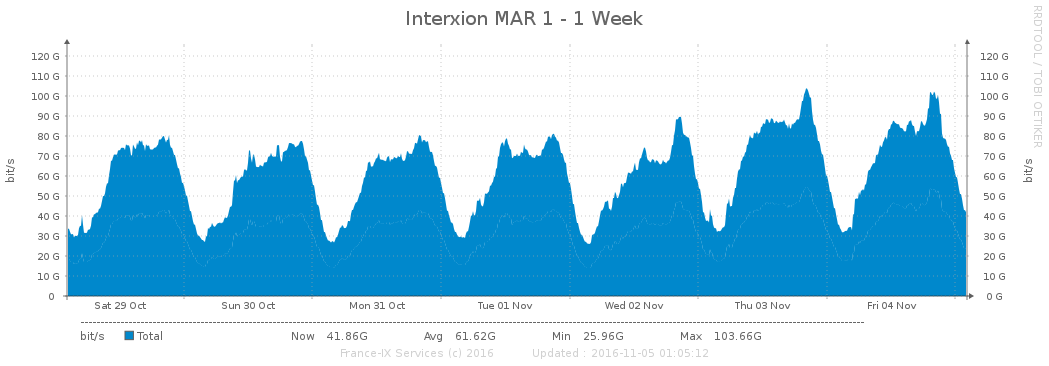 Interxion MAR 1 - 1 Week
RRDTOOL / TOBI OETIKER
bit/s
120 G 120 G
110 G 110 G
100 G 100 G
90 G 90 G
80 G 80 G
70 G 70 G
60 G 60 G
50 G 50 G
40 G 40 G
30 G 30 G
20 G 20 G
10 G 10 G
0 0 G
bit/s
Sat 29 Oct Sun 30 Oct Mon 31 Oct Tue 01 Nov Wed 02 Nov Thu 03 Nov Fri 04 Nov
bit/s Total Now 41.86G Avg 61.62G Min 25.96G Max 103.66G
France-IX Services (c) 2016 Updated : 2016-11-05 01:05:12